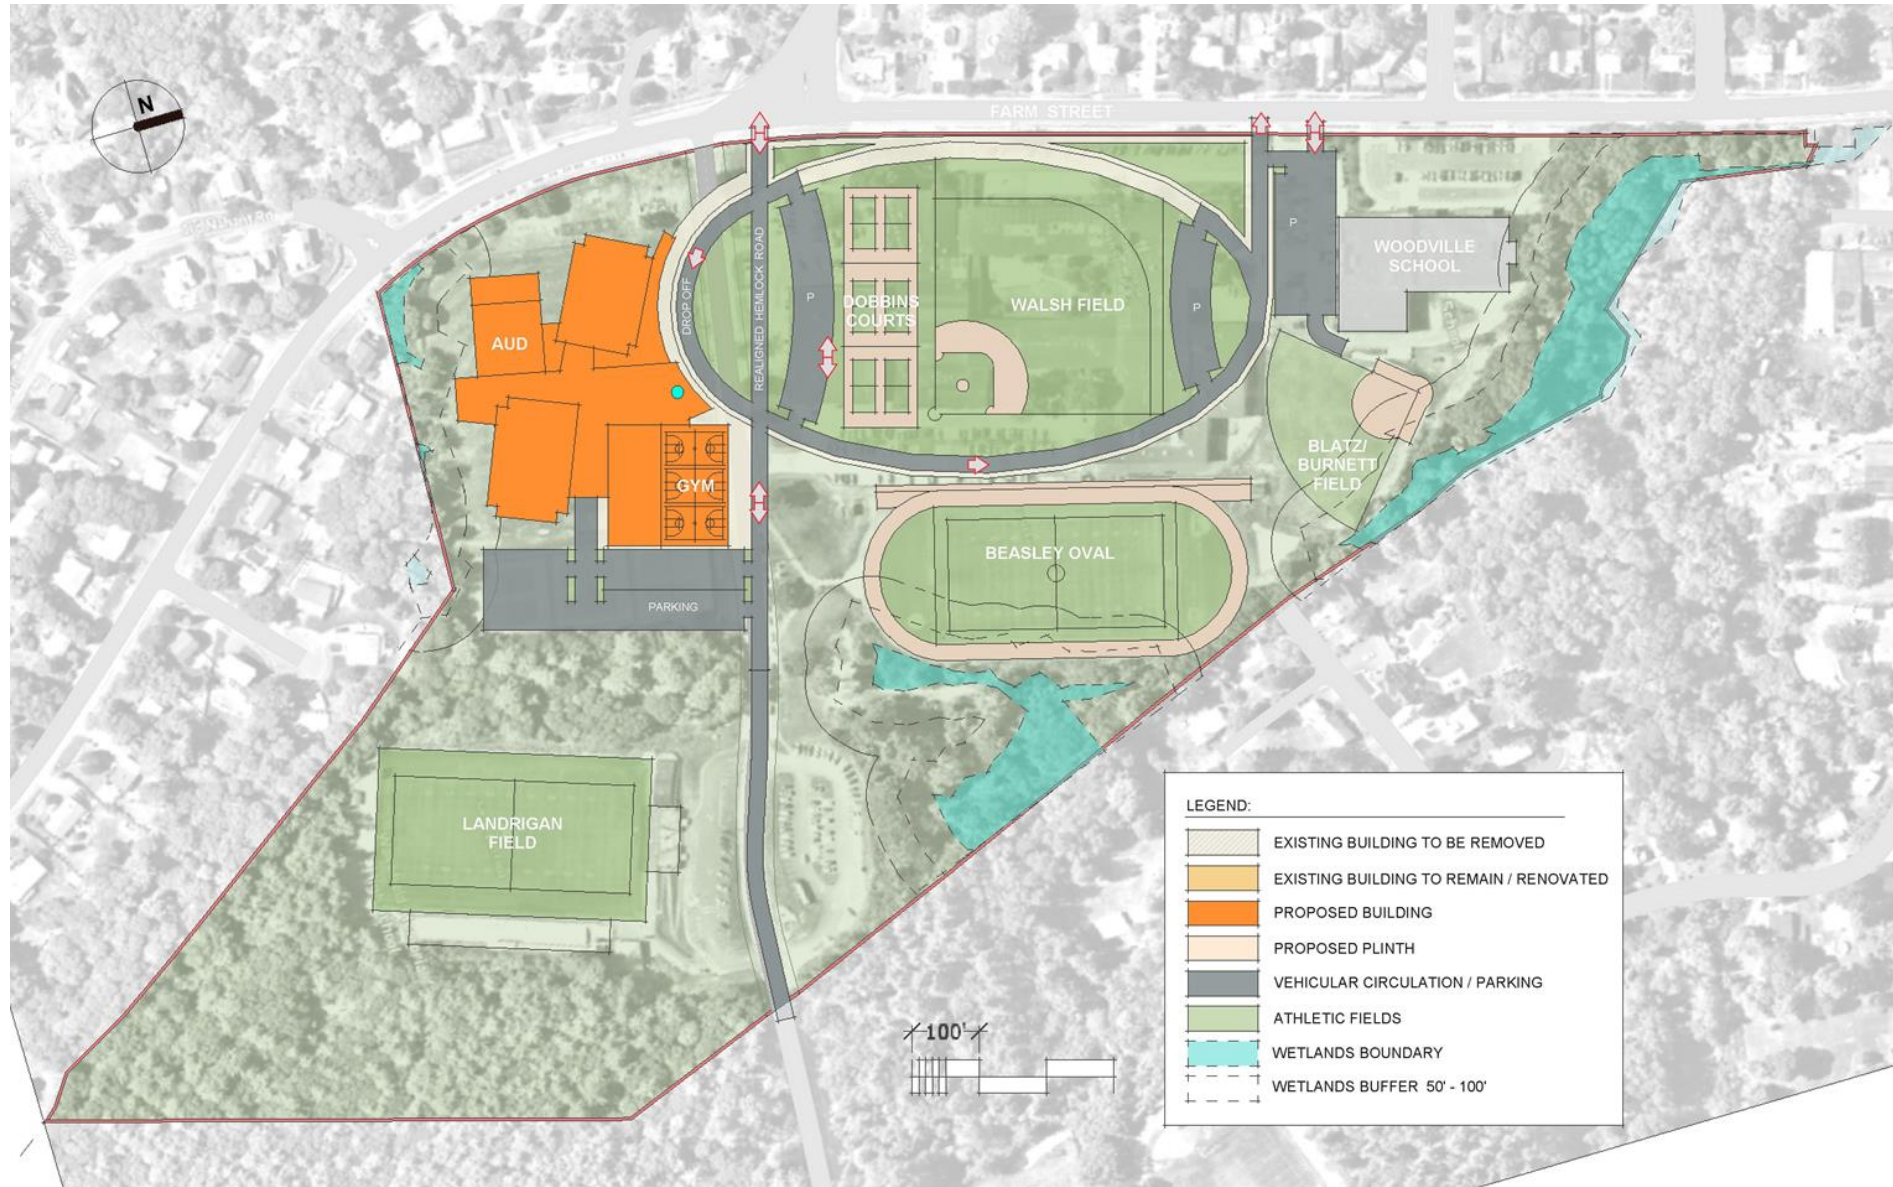 N
FARM STREET
REALIGNED HEMLOCK ROAD
DROP OFF
P
DOBBINS
COURTS
WALSH FIELD
P
P
WOODVILLE
SCHOOL
AUD
GYM
BLATZ/
BURNETT
FIELD
BEASLEY OVAL
PARKING
LANDRIGAN
FIELD
100'
LEGEND:
EXISTING BUILDING TO BE REMOVED
EXISTING BUILDING TO REMAIN / RENOVATED
PROPOSED BUILDING
PROPOSED PLINTH
VEHICULAR CIRCULATION / PARKING
ATHLETIC FIELDS
WETLANDS BOUNDARY
WETLANDS BUFFER 50' - 100'